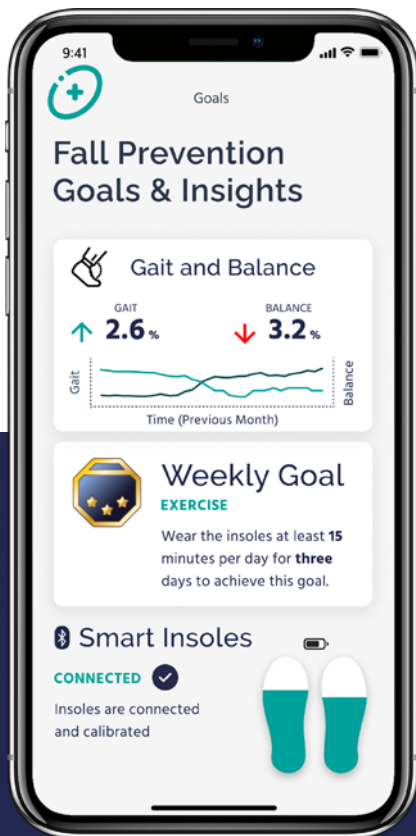 9:41
Goals
Fall Prevention
Goals & Insights
Gait and Balance
GAIT
2.6 %
BALANCE
3.2 %
Gait
Balance
Time (Previous Month)
Weekly Goal
EXERCISE
Wear the insoles at least 15
minutes per day for three
days to achieve this goal.
Smart Insoles
CONNECTED
Insoles are connected
and calibrated